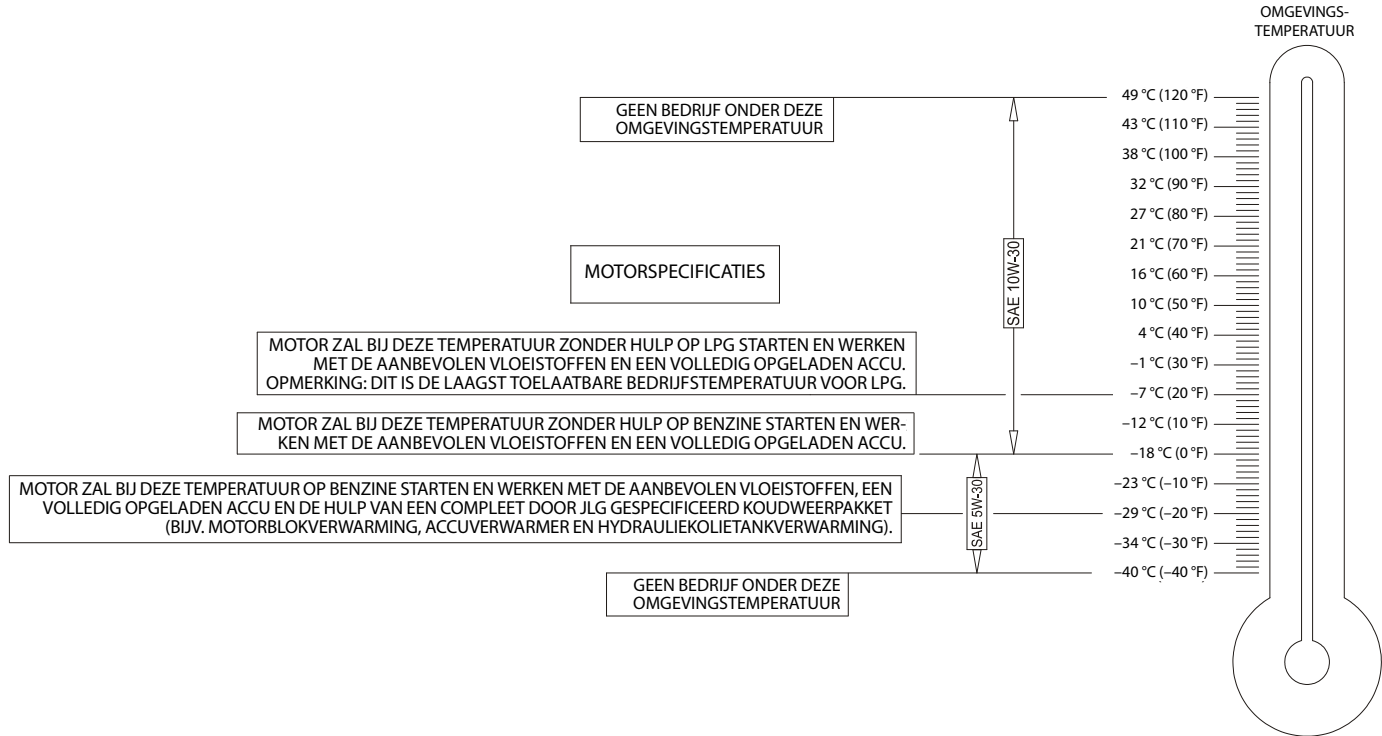 OMGEVINGS-
TEMPERATUUR
49 °C (120 °F)
GEEN BEDRIJF ONDER DEZE
OMGEVINGSTEMPERATUUR
43 °C (110 °F)
38 °C (100 °F)
32 °C (90 °F)
27 °C (80 °F)
21 °C (70 °F)
MOTORSPECIFICATIES
16 °C (60 °F)
SAE 10W-30
10 °C (50 °F)
4 °C (40 °F)
MOTOR ZAL BIJ DEZE TEMPERATUUR ZONDER HULP OP LPG STARTEN EN WERKEN
MET DE AANBEVOLEN VLOEISTOFFEN EN EEN VOLLEDIG OPGELADEN ACCU.
OPMERKING: DIT IS DE LAAGST TOELAATBARE BEDRIJFSTEMPERATUUR VOOR LPG.
–1 °C (30 °F)
–7 °C (20 °F)
–12 °C (10 °F)
MOTOR ZAL BIJ DEZE TEMPERATUUR ZONDER HULP OP BENZINE STARTEN EN WER-
KEN MET DE AANBEVOLEN VLOEISTOFFEN EN EEN VOLLEDIG OPGELADEN ACCU.
–18 °C (0 °F)
–23 °C (–10 °F)
MOTOR ZAL BIJ DEZE TEMPERATUUR OP BENZINE STARTEN EN WERKEN MET DE AANBEVOLEN VLOEISTOFFEN, EEN
VOLLEDIG OPGELADEN ACCU EN DE HULP VAN EEN COMPLEET DOOR JLG GESPECIFICEERD KOUDWEERPAKKET
(BIJV. MOTORBLOKVERWARMING, ACCUVERWARMER EN HYDRAULIEKOLIETANKVERWARMING).
SAE 5W-30
–29 °C (–20 °F)
–34 °C (–30 °F)
–40 °C (–40 °F)
GEEN BEDRIJF ONDER DEZE
OMGEVINGSTEMPERATUUR